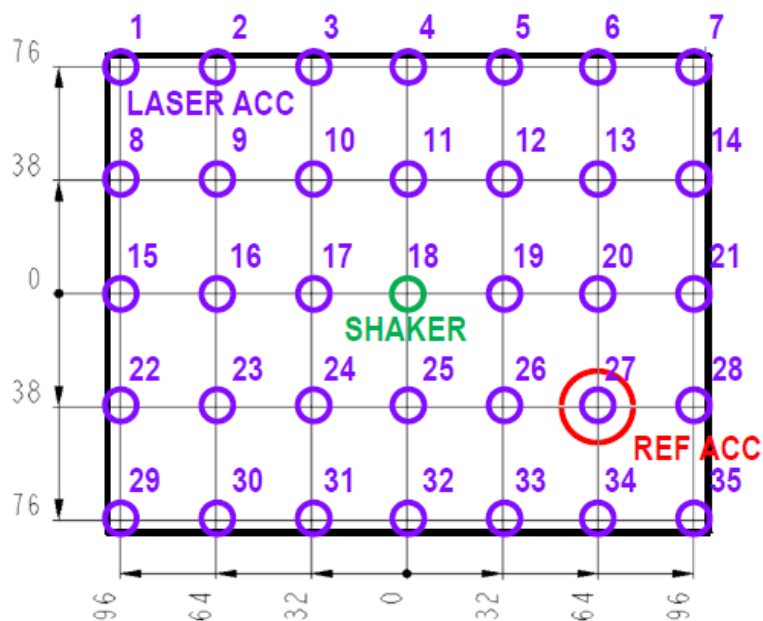 1 2 3 4 5 6 7
76
LASER ACC
8 9 10 11 12 13 14
38
15 16 17 18 19 20 21
0
SHAKER
22 23 24 25 26 27 28
38
REF ACC
29 30 31 32 33 34 35
76
96 64 32 0 32 64 96